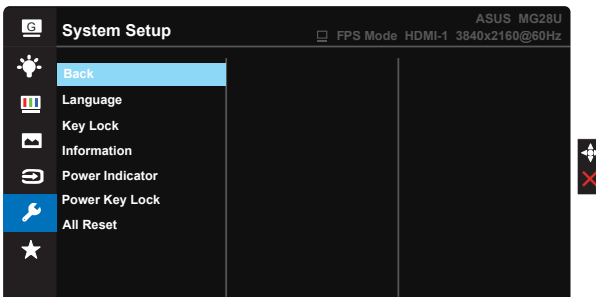 G
System Setup
ASUS MG28U
FPS Mode HDMI-1 3840x2160@60Hz
Back
Language
Key Lock
Information
Power Indicator
Power Key Lock
All Reset